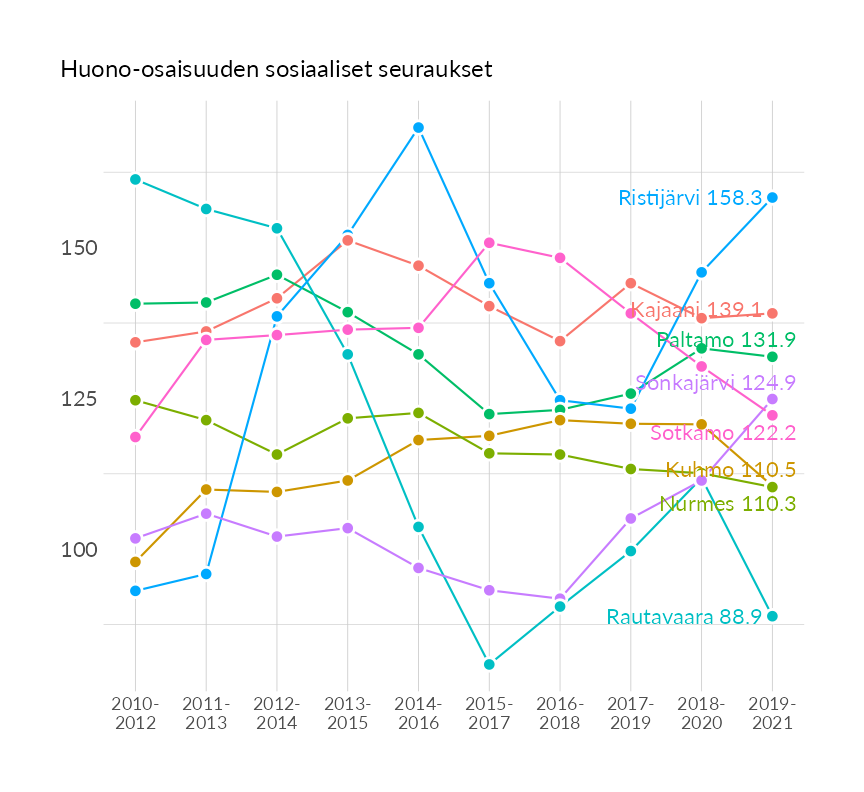 Huono-osaisuuden sosiaaliset seuraukset
Ristijärvi 158.3
150
Kajaani 139.1
Paltamo 131.9
Sonkajärvi 124.9
125
Sotkamo 122.2
Kuhmo 110.5
Nurmes 110.3
100
Rautavaara 88.9
2010- 2011- 2012- 2013- 2014- 2015- 2016- 2017- 2018- 2019-
2012 2013 2014 2015 2016 2017 2018 2019 2020 2021